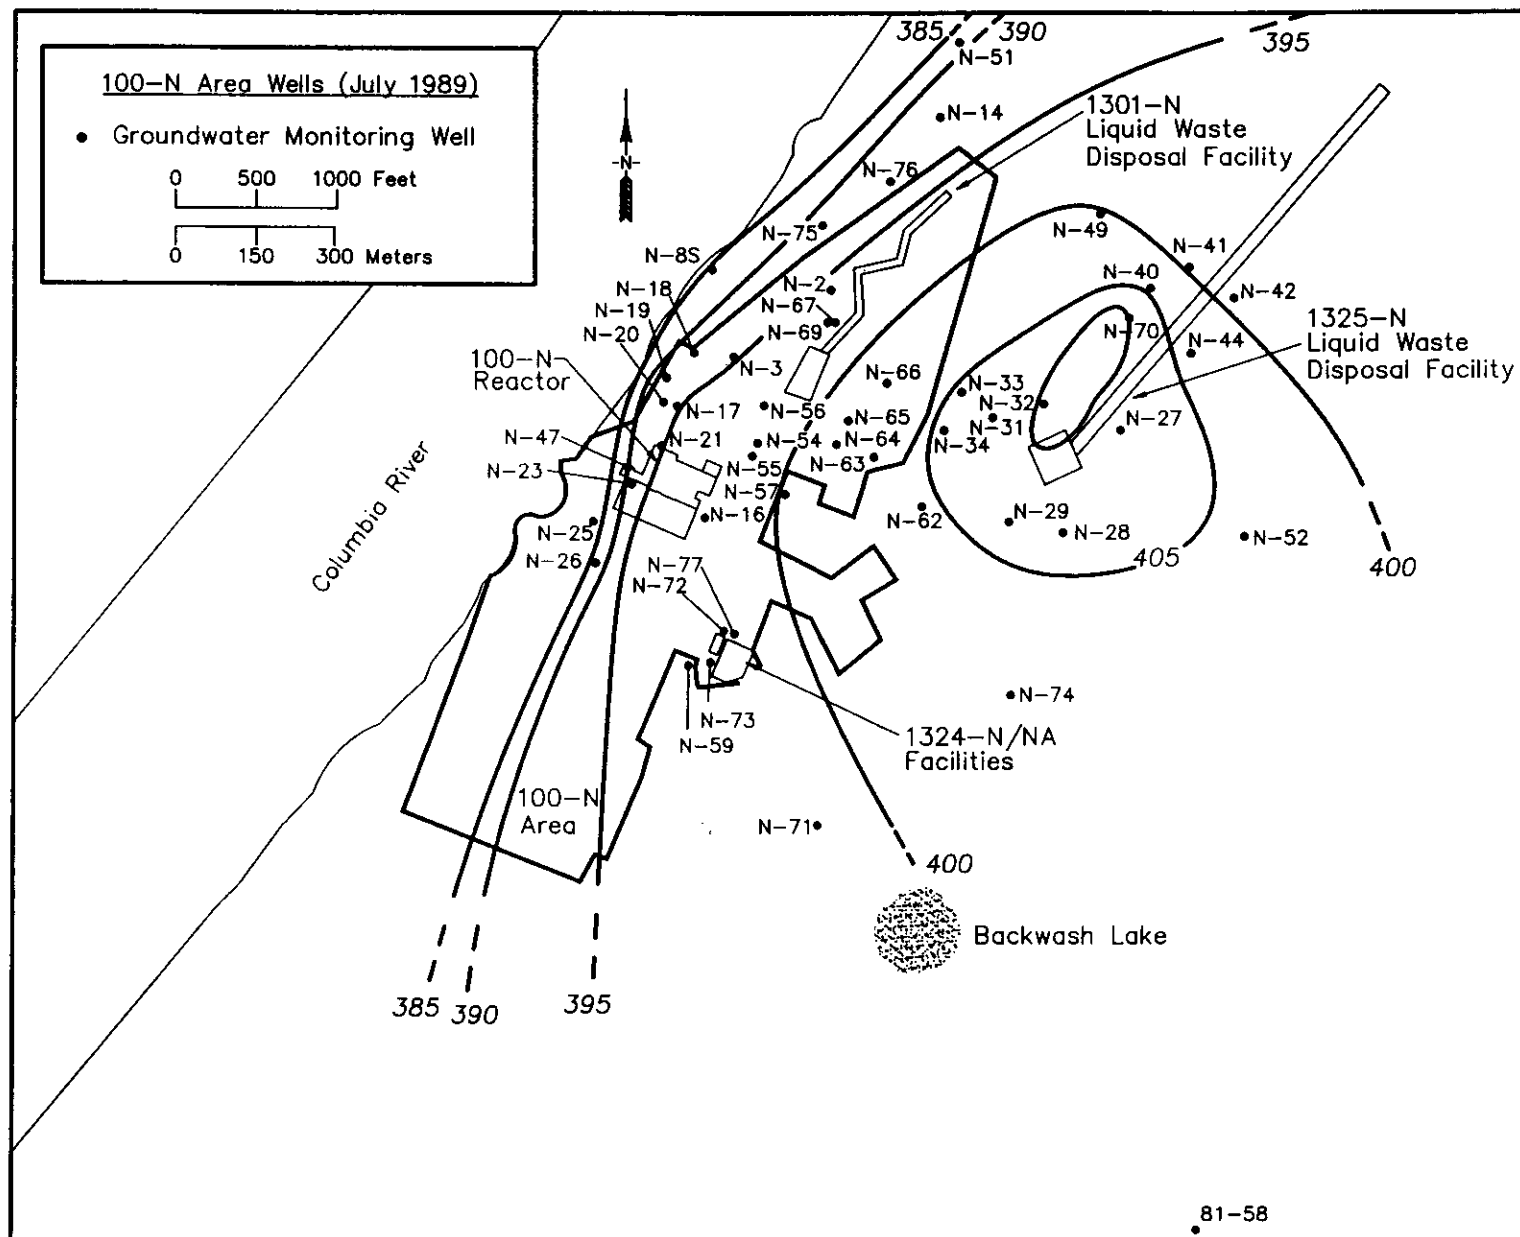 385
390
395
N-51
100-N Area Wells (July 1989)
Groundwater Monitoring Well
0 500 1000 Feet
0 150 300 Meters
-N-
N-14
1301-N
Liquid Waste
Disposal Facility
N-76
N-75
N-8S
N-49
N-41
N-40
N-42
N-2
N-18
N-19
N-67
N-69
N-20
N-70
N-44
1325-N
Liquid Waste
Disposal Facility
100-N
Reactor
N-3
N-66
N-33
N-32
N-31
N-27
N-17
N-56
N-65
N-34
N-47
N-21
N-54
N-64
N-23
N-55
N-63
N-57
N-16
N-62
N-29
N-28
N-52
N-25
N-26
405
400
Columbia River
N-77
N-72
N-74
N-73
N-59
1324-N/NA
Facilities
100-N
Area
N-71
400
Backwash Lake
385
390
395
81-58